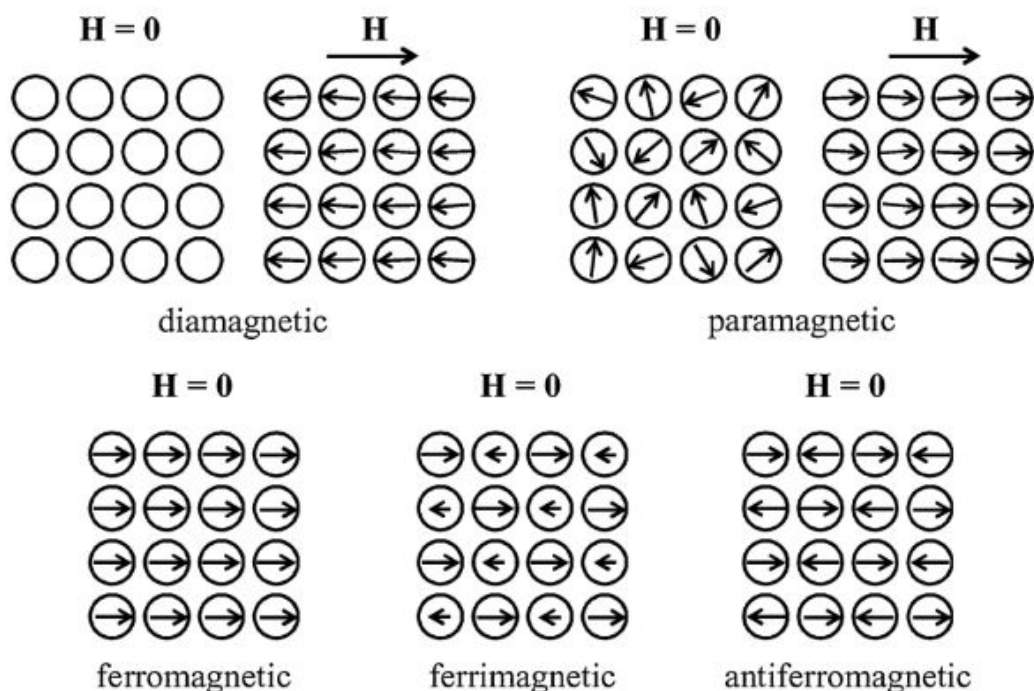 H = 0
H
H = 0
H
diamagnetic
paramagnetic
H = 0
H = 0
H = 0
ferromagnetic
ferrimagnetic
antiferromagnetic